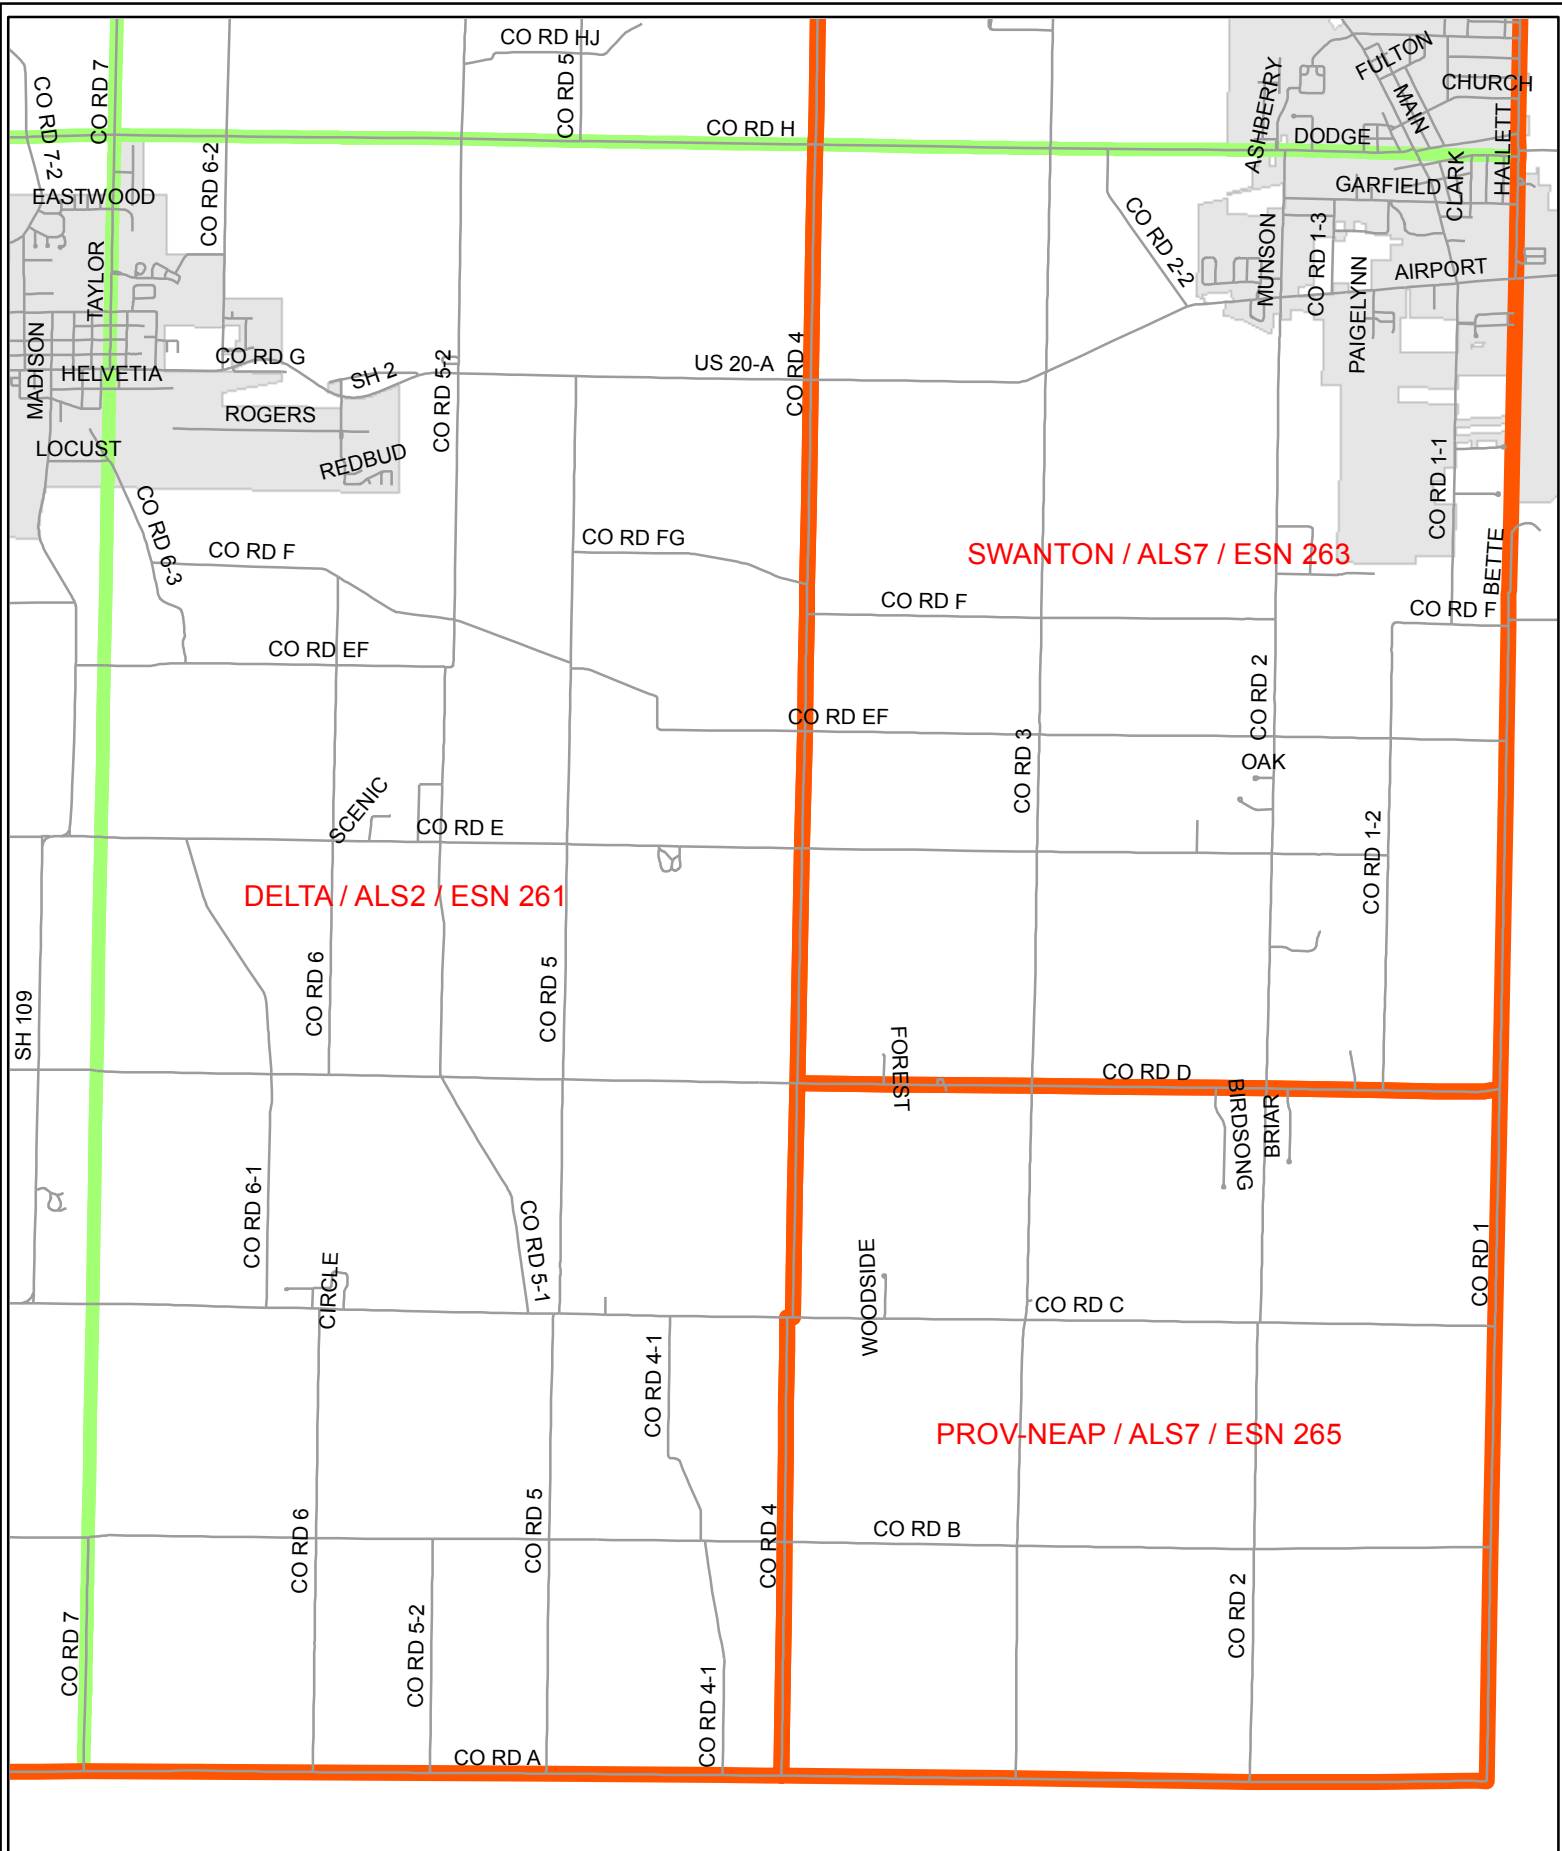 CO RD HJ
CO RD 5
CO RD 7
CO RD 7-2
CO RD H
CO RD 6-2
FULTON
MAIN
CHURCH
ASHBERRY
DODGE
HALLETT
EASTWOOD
GARFIELD
CLARK
CO RD 2-2
MUNSON
CO RD 1-3
AIRPORT
PAIGELYNN
TAYLOR
MADISON
HELVETIA
CO RD G
SH 2
CO RD 5-2
US 20-A
CO RD 4
ROGERS
LOCUST
REDBUD
CO RD 1-1
CO RD 6-3
CO RD F
CO RD FG
SWANTON / ALS7 / ESN 263
BETTE
CO RD F
CO RD F
CO RD EF
CO RD 2
CO RD EF
CO RD 3
OAK
SCENIC
CO RD E
CO RD 1-2
DELTA / ALS2 / ESN 261
CO RD 6
CO RD 5
SH 109
FOREST
CO RD D
BIRDSONG
BRIAR
CO RD 6-1
CO RD 5-1
CIRCLE
WOODSIDE
CO RD C
CO RD 1
CO RD 4-1
PROV-NEAP / ALS7 / ESN 265
CO RD 6
CO RD 5
CO RD 4
CO RD B
CO RD 7
CO RD 5-2
CO RD 2
CO RD 4-1
CO RD A